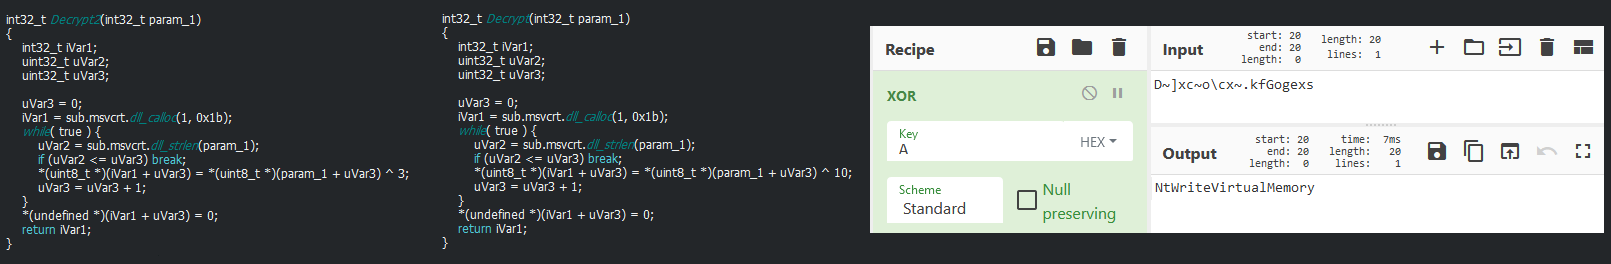 int32_t Decrypt2(int32_t param_1)
{
int32_t iVar1;
uint32_t uVar2;
uint32_t uVar3;
uVar3 = 0;
iVar1 = sub.msvcrt.dll_calloc(1, 0x1b);
while( true ) {
uVar2 = sub.msvcrt.dll_strlen(param_1);
if (uVar2 <= uVar3) break;
*(uint8_t *)(iVar1 + uVar3) = *(uint8_t *)(param_1 + uVar3) ^ 3;
uVar3 = uVar3 + 1;
}
*(undefined *)(iVar1 + uVar3) = 0;
return iVar1;
}
int32_t Decrypt(int32_t param_1)
{
int32_t iVar1;
uint32_t uVar2;
uint32_t uVar3;
uVar3 = 0;
iVar1 = sub.msvcrt.dll_calloc(1, 0x1b);
while( true ) {
uVar2 = sub.msvcrt.dll_strlen(param_1);
if (uVar2 <= uVar3) break;
*(uint8_t *)(iVar1 + uVar3) = *(uint8_t *)(param_1 + uVar3) ^ 10;
uVar3 = uVar3 + 1;
}
*(undefined *)(iVar1 + uVar3) = 0;
return iVar1;
}
Recipe
XOR
Key
A
HEX
Scheme
Standard
Null
preserving
Input
start: 20
end: 20
length: 0
length: 20
lines: 1
D~]xc~o\cx~.kfGogexs
Output
start: 20
end: 20
length: 0
time: 7ms
length: 20
lines: 1
NtWriteVirtualMemory